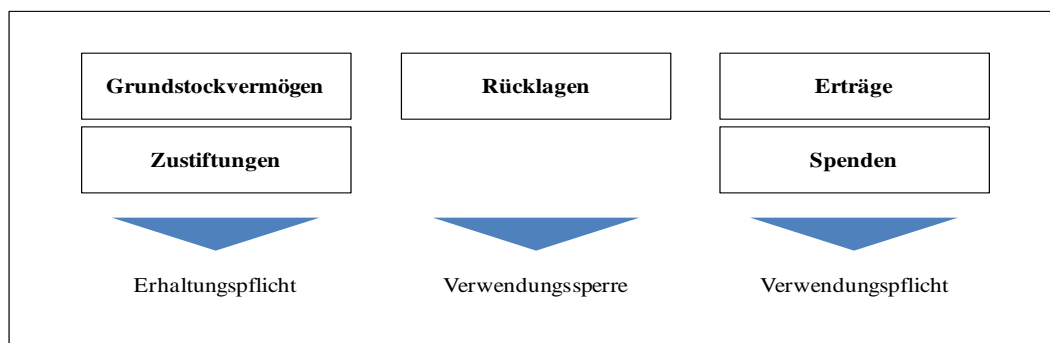 Grundstockvermögen
Rücklagen
Erträge
Zustiftungen
Spenden
Erhaltungspflicht
Verwendungssperre
Verwendungspflicht